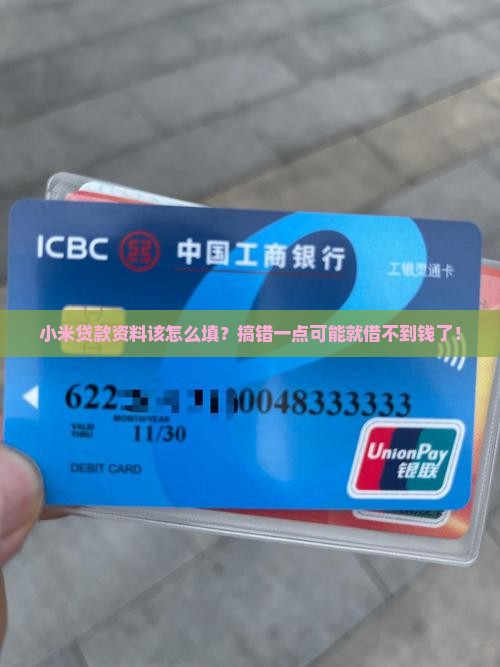 ICBC 中国工商银行
工银灵通卡
小米贷款资料该怎么填？搞错一点可能就借不到钱了！
622
0048333333
MONTH/YEAR
VALID
THRU
11/30
DEBIT CARD
UnionPay
银联